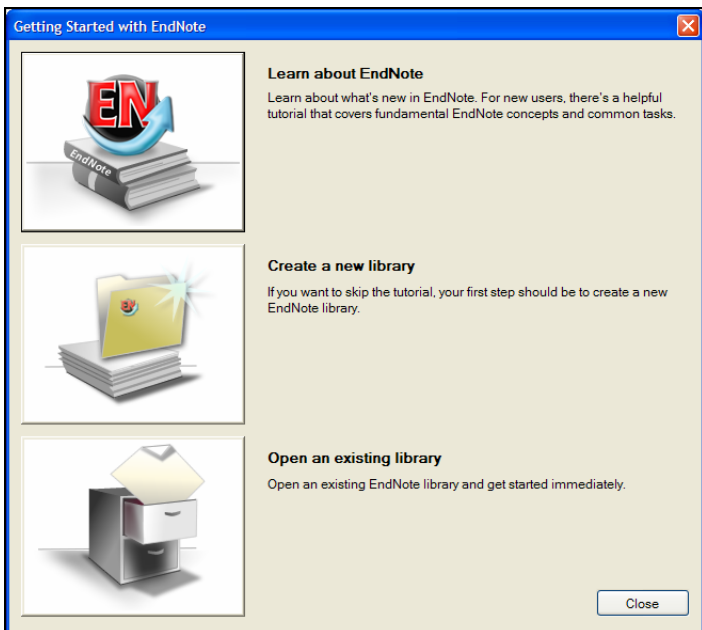 Getting Started with EndNote
EN
EndNote
Learn about EndNote
Learn about what's new in EndNote. For new users, there's a helpful
tutorial that covers fundamental EndNote concepts and common tasks.
EN
Create a new library
If you want to skip the tutorial, your first step should be to create a new
EndNote library.
Open an existing library
Open an existing EndNote library and get started immediately.
Close